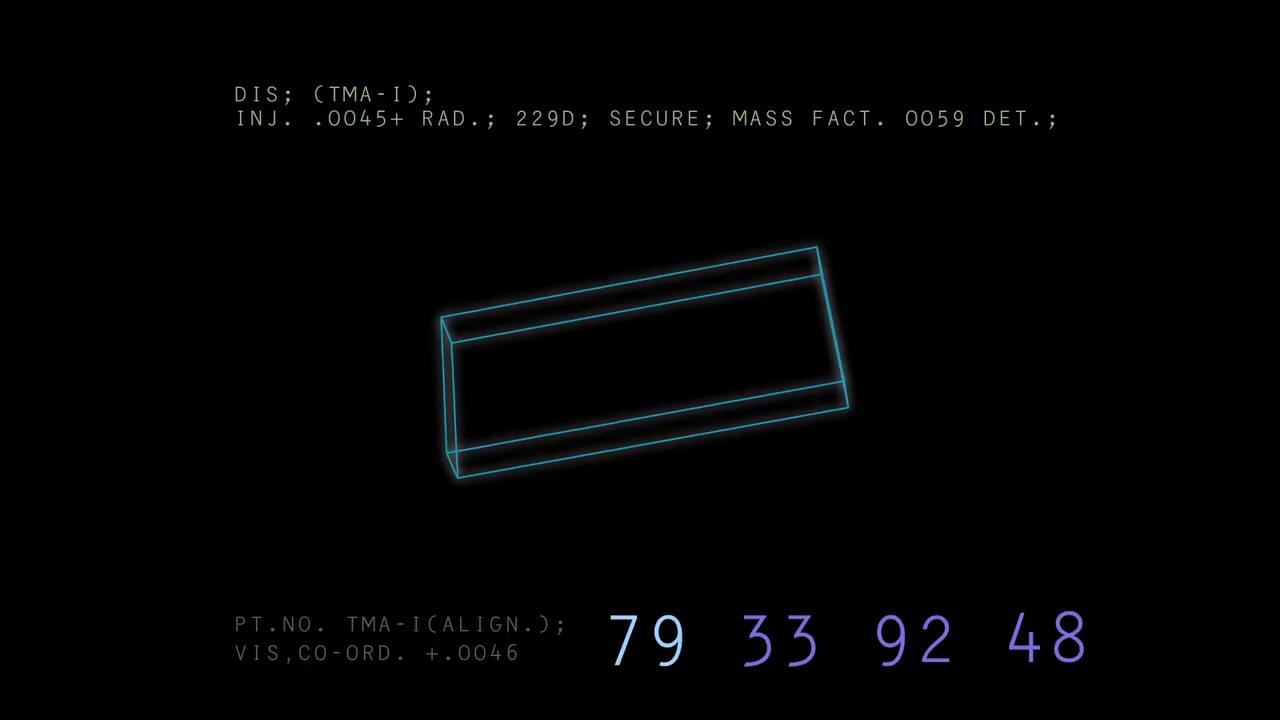 DIS; (TMA-I);
INJ. .0045+ RAD.; 229D; SECURE; MASS FACT. 0059 DET.;
PT.NO. TMA-I(ALIGN.);
VIS,CO-ORD. +.0046
79 33 92 48